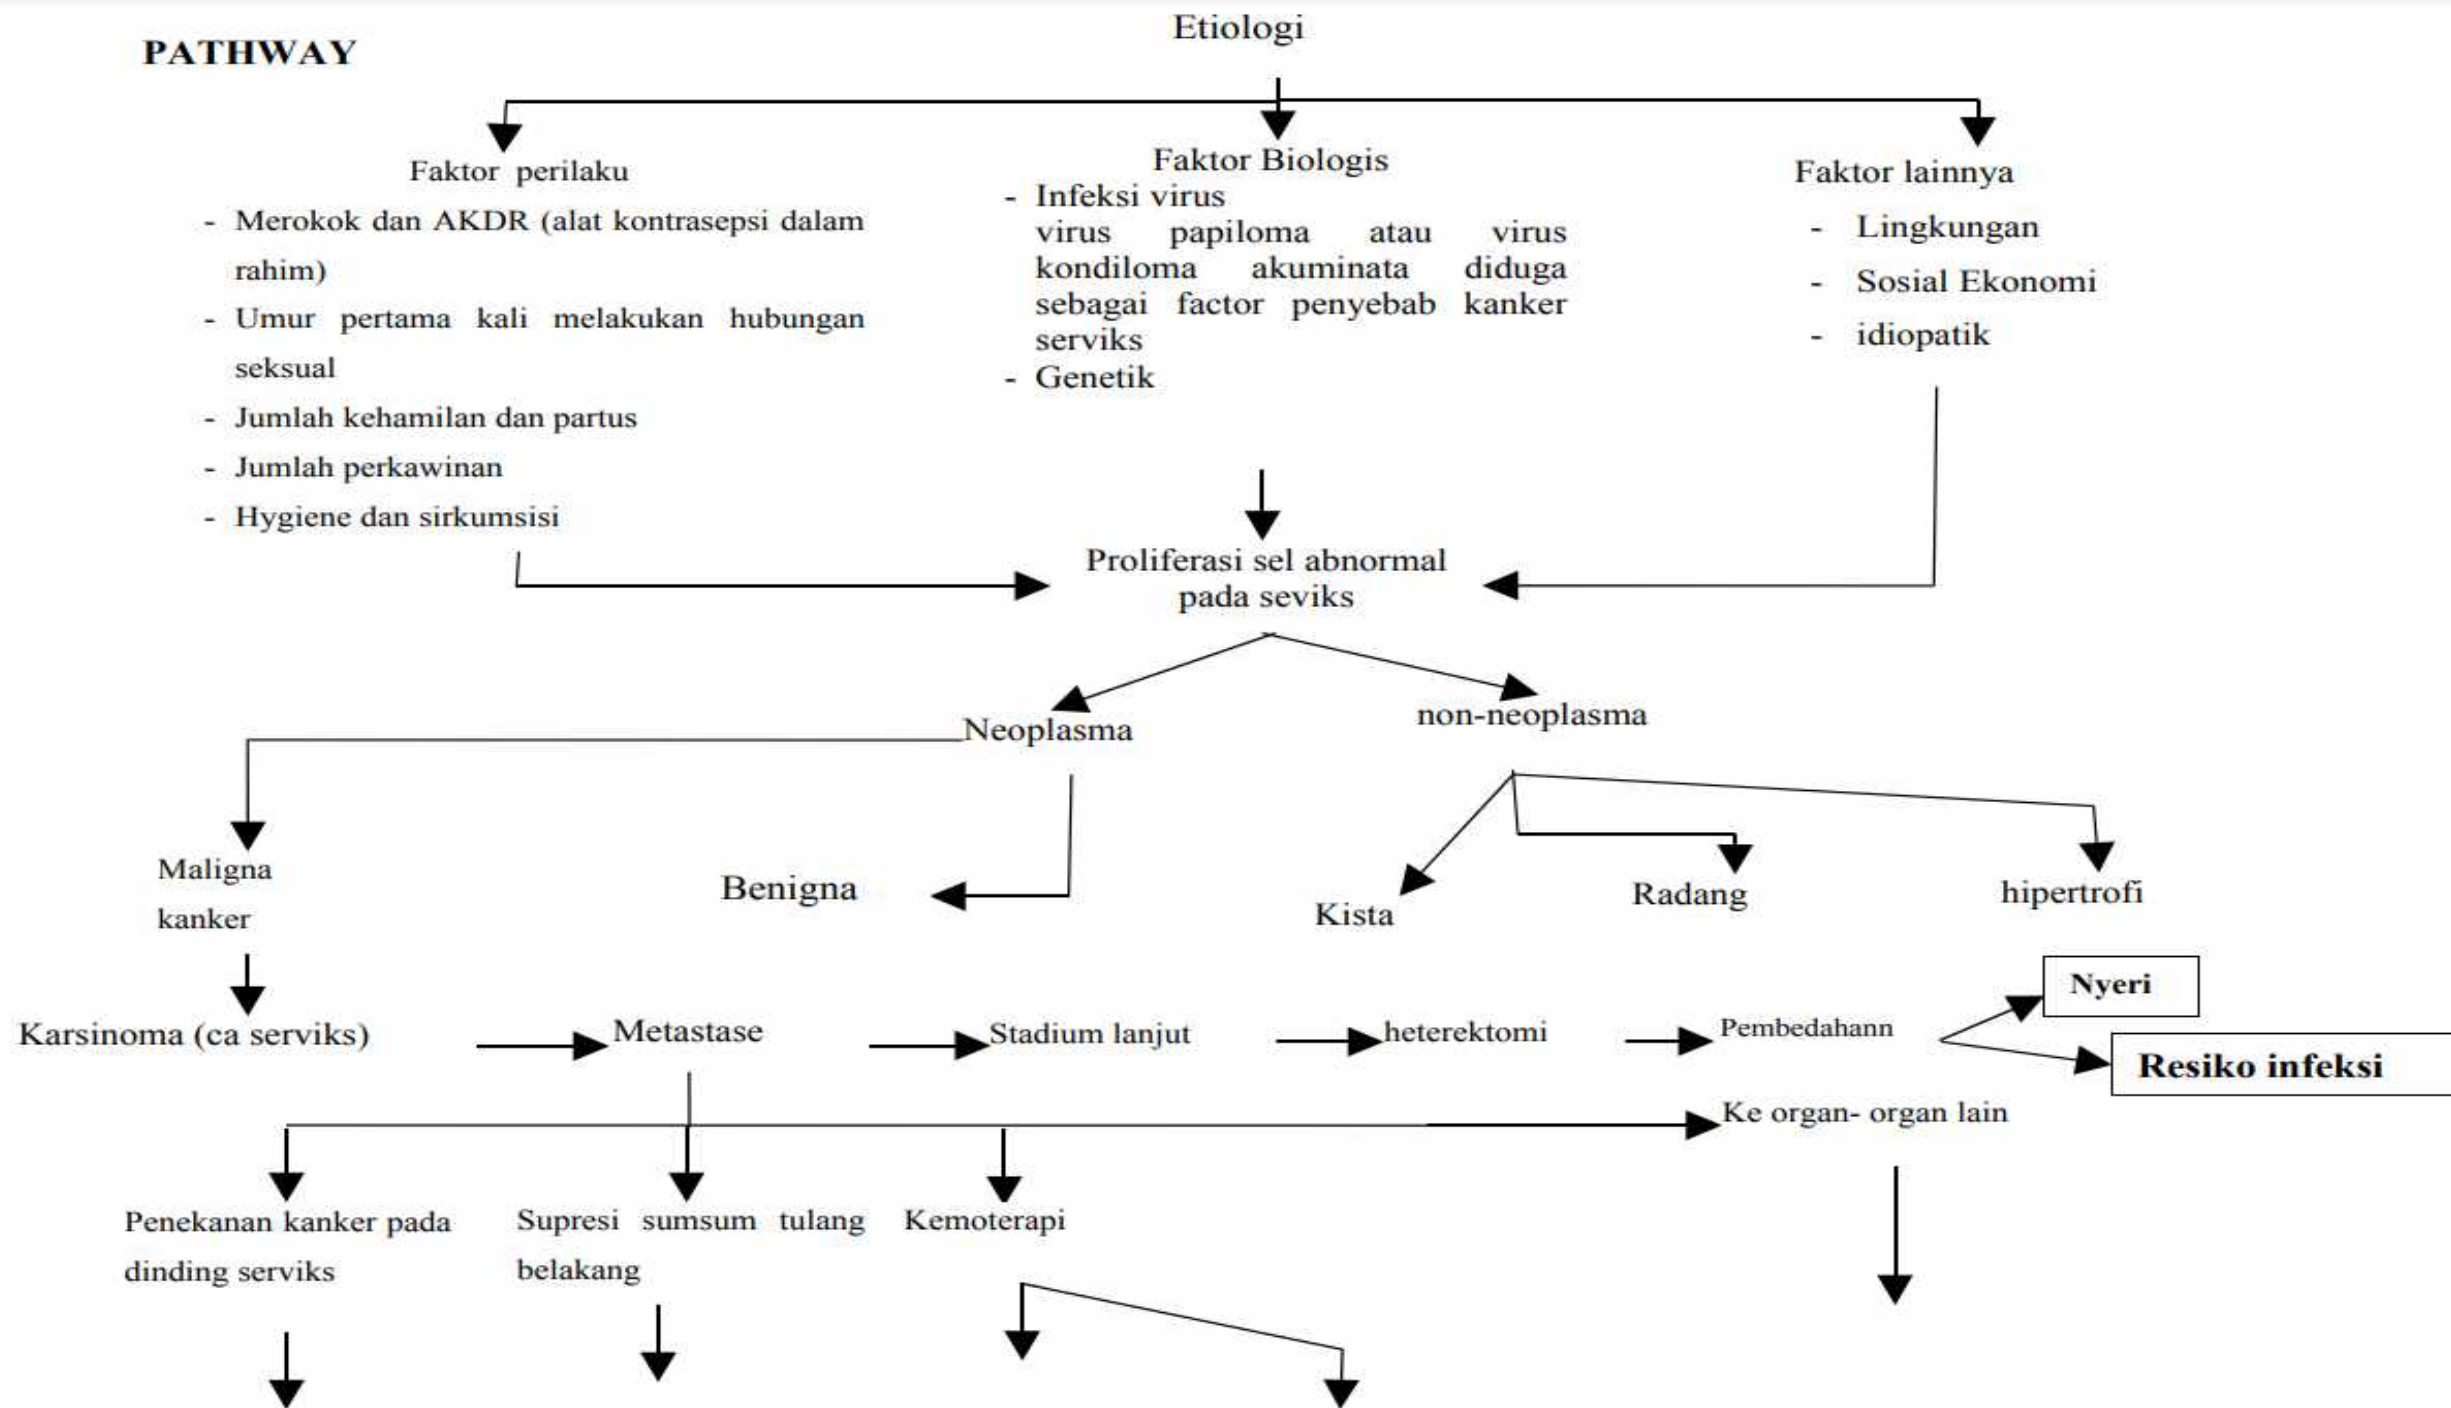 PATHWAY
Etiologi
Faktor perilaku
- Merokok dan AKDR (alat kontrasepsi dalam
rahim)
- Umur pertama kali melakukan hubungan
seksual
- Jumlah kehamilan dan partus
- Jumlah perkawinan
- Hygiene dan sirkumsisi
Faktor Biologis
- Infeksi virus
virus papiloma atau virus
kondiloma akuminata diduga
sebagai factor penyebab kanker
serviks
- Genetik
Faktor lainnya
- Lingkungan
- Sosial Ekonomi
- idiopatik
Proliferasi sel abnormal
pada seviks
Neoplasma
non-neoplasma
Maligna
kanker
Benigna
Kista
Radang
hipertrofi
Karsinoma (ca serviks)
Metastase
Stadium lanjut
heterektomi
Pembedahann
Nyeri
Resiko infeksi
Ke organ- organ lain
Penekanan kanker pada
dinding serviks
Supresi sumsum tulang
belakang
Kemoterapi